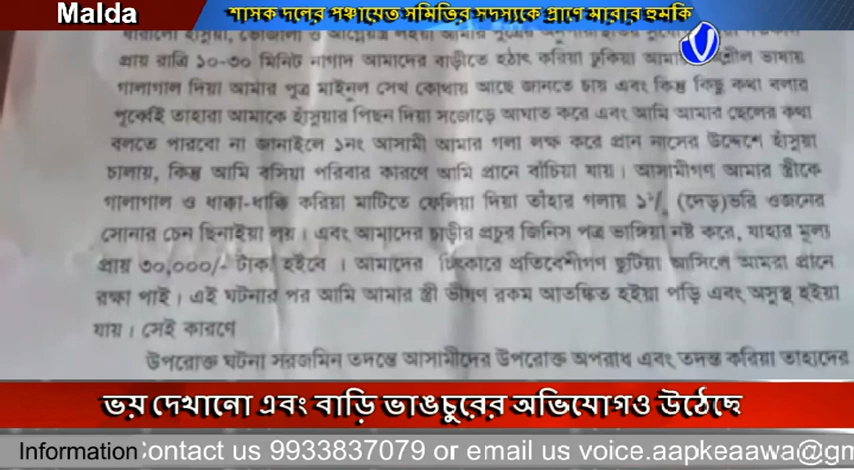 Malda
শাসক দলের পঞ্চায়েত সমিতির সদস্যকে প্রাণে মারার হুমকি
ধারালো হাঁসুয়া, ভোজালী ও আগ্নেয়াস্ত্র লইয়া আমার
প্রায় রাত্রি ১০-৩০ মিনিট নাগাদ আমাদের বাড়ীতে হঠাৎ করিয়া ঢুকিয়া ভাষায়
গালাগাল দিয়া আমার পুত্র মাইনুল সেখ কোথায় আছে জানতে চায় এবং কিন্তু কিছু কথা বলার
পূর্ব্বেই তাহারা আমাকে হাঁসুয়ার পিছন দিয়া সজোড়ে আঘাত করে এবং আমি আমার ছেলের কথা
বলতে পারবো না জানাইলে ১নং আসামী আমার গলা লক্ষ করে প্রান নাসের উদ্দেশে হাঁসুয়া
চালায়, কিন্তু আমি বসিয়া পরিবার কারণে আমি প্রানে বাঁচিয়া যায়। আসামীগণ আমার স্ত্রীকে
গালাগাল ও ধাক্কা-ধাক্কি করিয়া মাটিতে ফেলিয়া দিয়া তাঁহার গলায় (দেড়)ভরি ওজনের
সোনার চেন ছিনাইয়া লয়। এবং আমাদের চাড়ীর প্রচুর জিনিস পত্র ভাঙ্গিয়া নষ্ট করে, যাহার মূল্য
প্রায় ৩০,০০০/- টাকা হইবে। আমাদের চিৎকারে প্রতিবেশীগণ ছুটিয়া আসিলে আমরা প্রানে
রক্ষা পাই। এই ঘটনার পর আমি আমার স্ত্রী ভীষণ রকম আতঙ্কিত হইয়া পড়ি এবং অসুস্থ হইয়া
যায়। সেই কারণে
উপরোক্ত ঘটনা সরজমিন তদন্তে আসামীদের উপরোক্ত অপরাধ এবং তদন্ত করিয়া তাহাদের
ভয় দেখানো এবং বাড়ি ভাঙচুরের অভিযোগও উঠেছে
Information Contact us 9933837079 or email us voice.aapkeaawa@gm